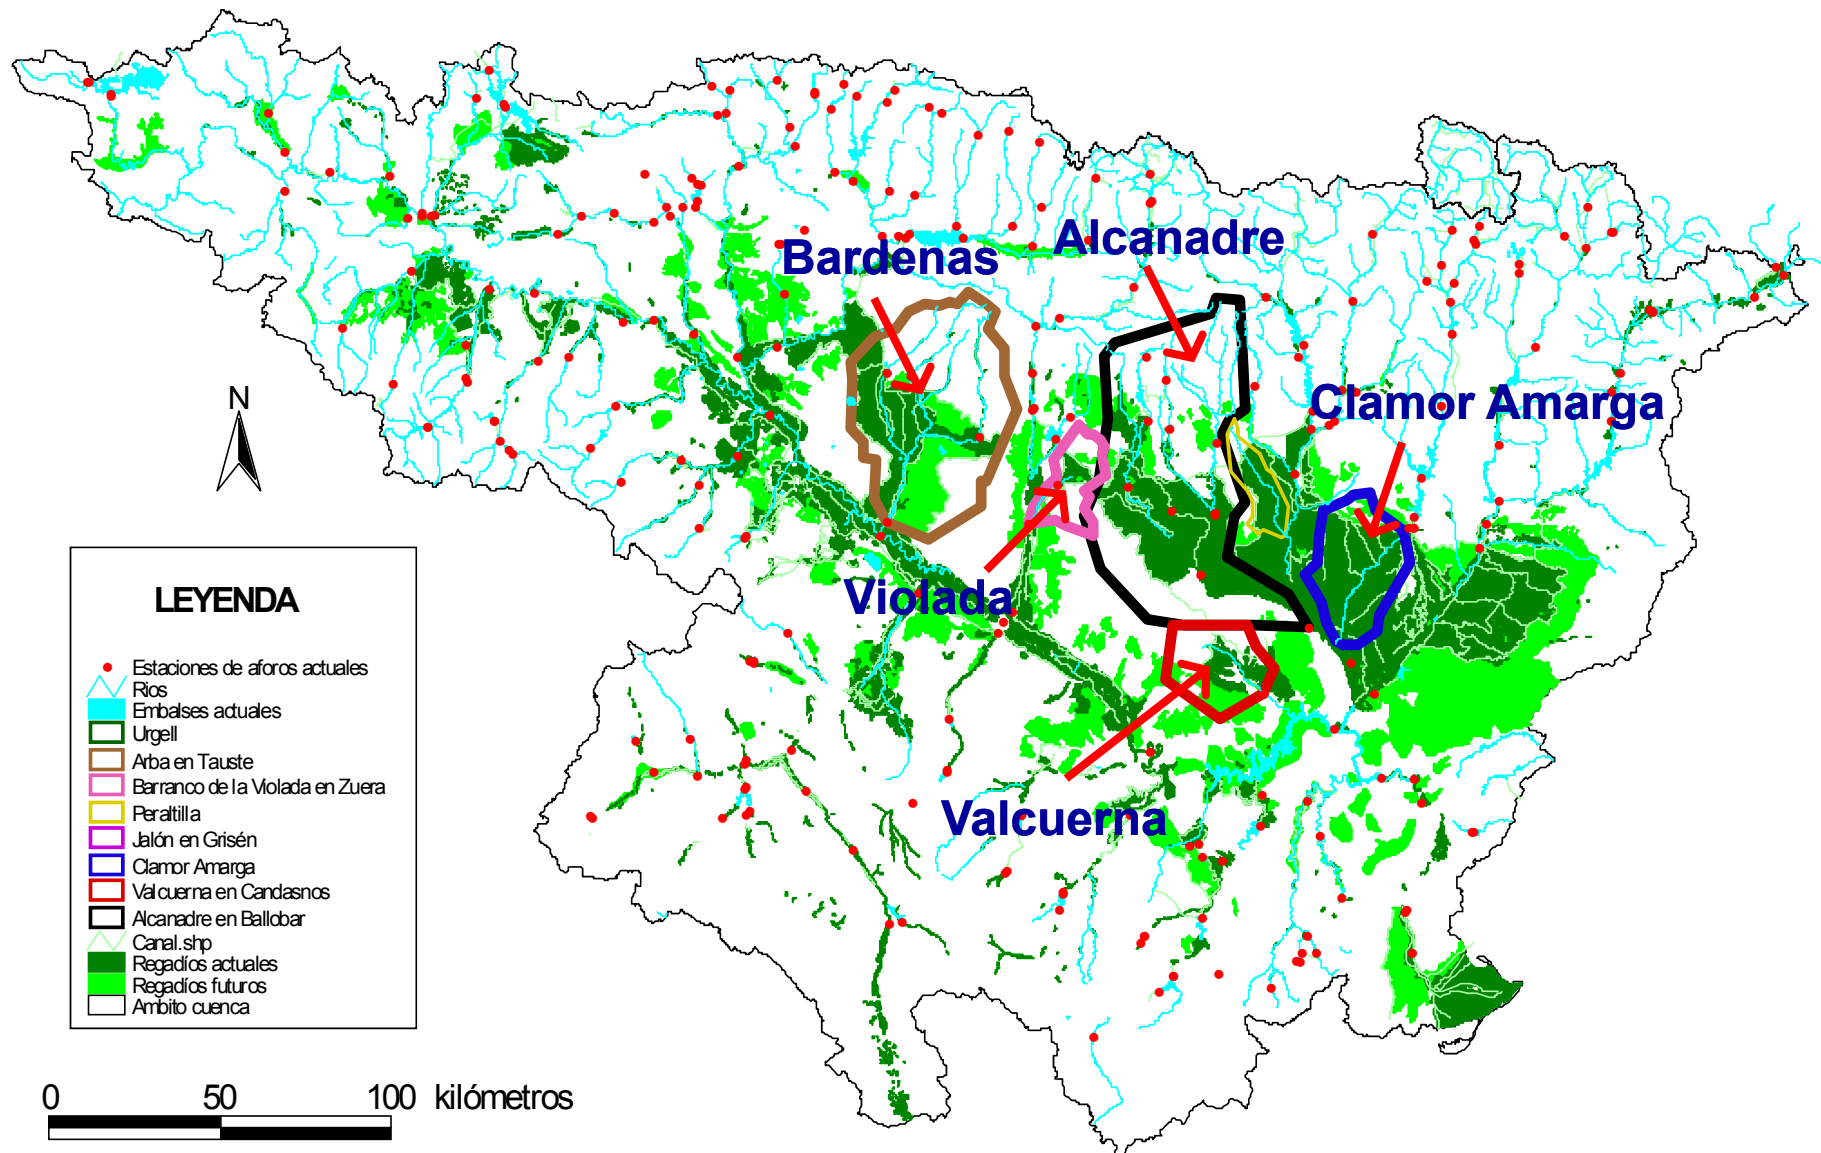 Alcanadre
Bardenas
Clamor Amarga
N
Violada
Valcuerna
LEYENDA
Estaciones de aforos actuales
Rios
Embalses actuales
Urgell
Arba en Tauste
Barranco de la Violada en Zuera
Peraltilla
Jalón en Grisén
Clamor Amarga
Valcuerna en Candasnos
Alcanadre en Ballobar
Canal.shp
Regadíos actuales
Regadíos futuros
Ambito cuenca
0 50 100 kilómetros